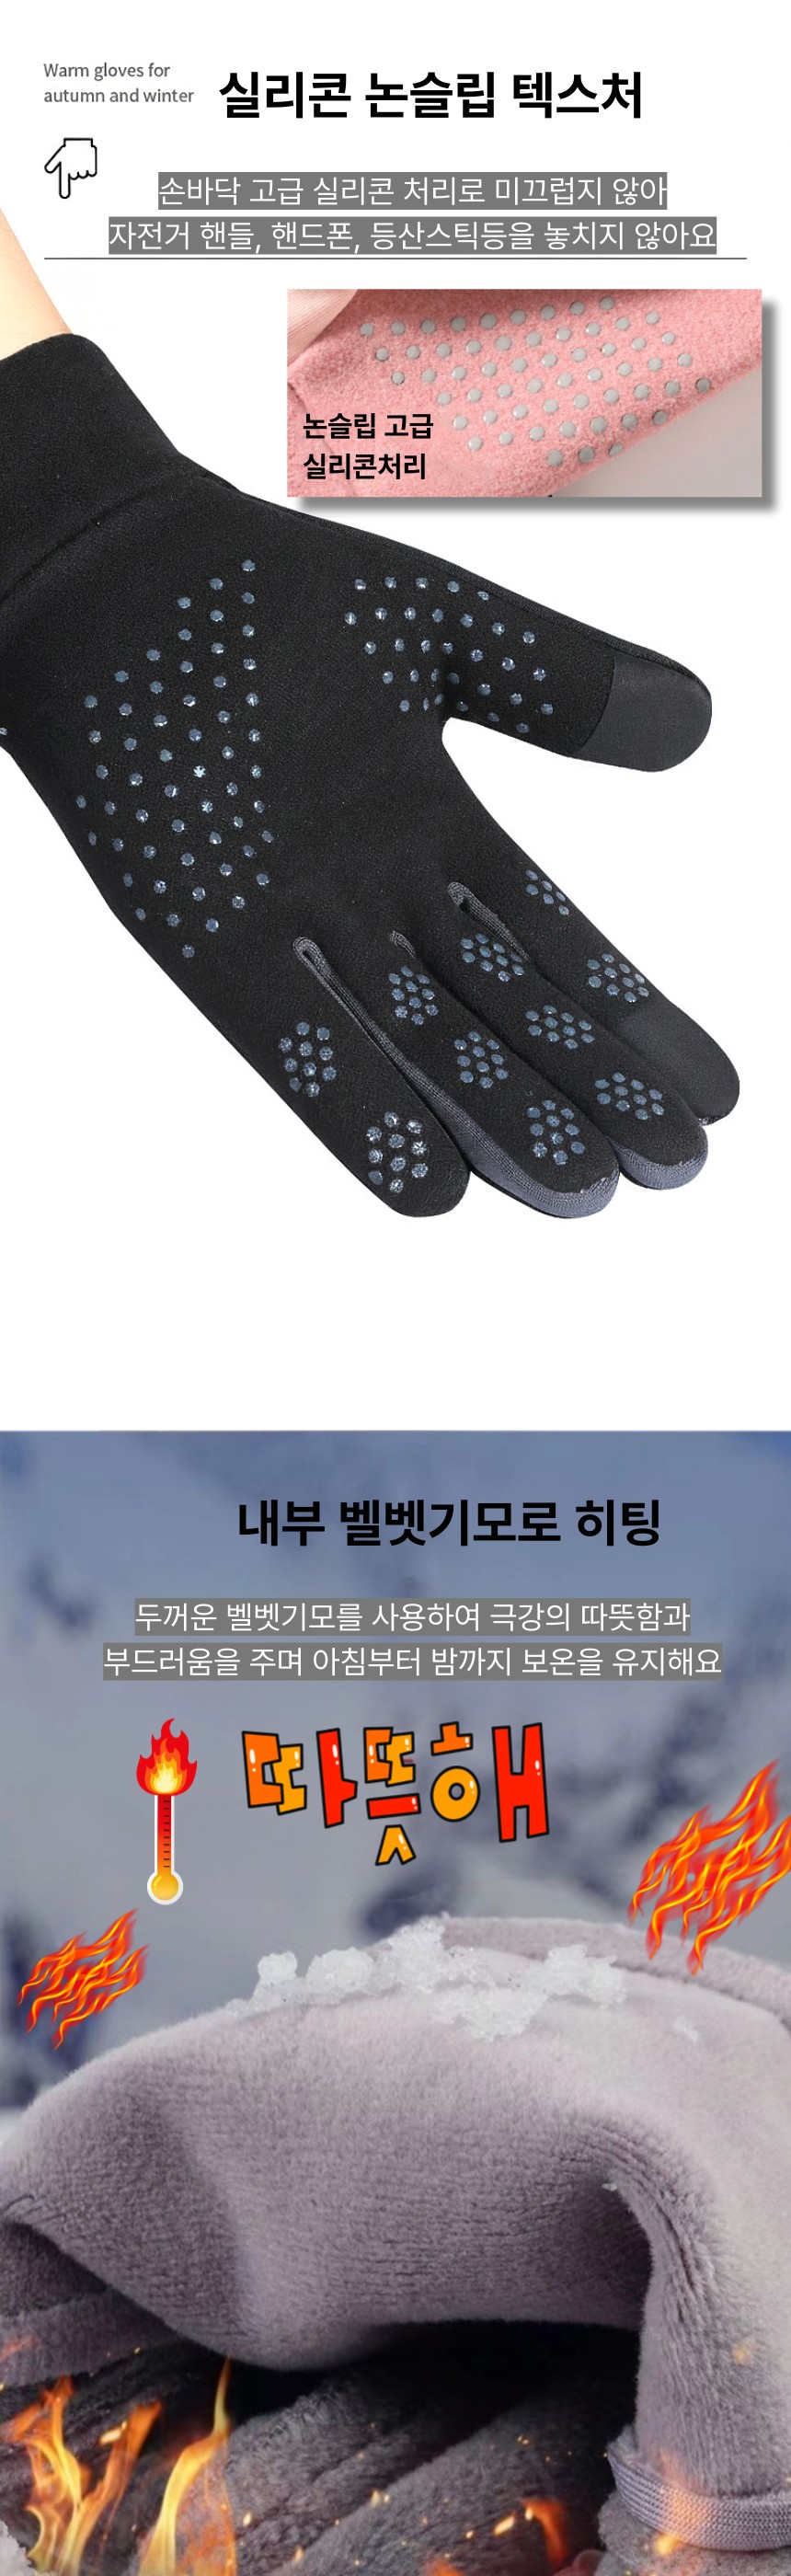 Warm gloves for
autumn and winter
실리콘 논슬립 텍스처
손바닥 고급 실리콘 처리로 미끄럽지 않아
자전거 핸들, 핸드폰, 등산스틱등을 놓치지 않아요
논슬립 고급
실리콘처리
내부 벨벳기모로 히팅
두꺼운 벨벳기모를 사용하여 극강의 따뜻함과
부드러움을 주며 아침부터 밤까지 보온을 유지해요
따뜻해